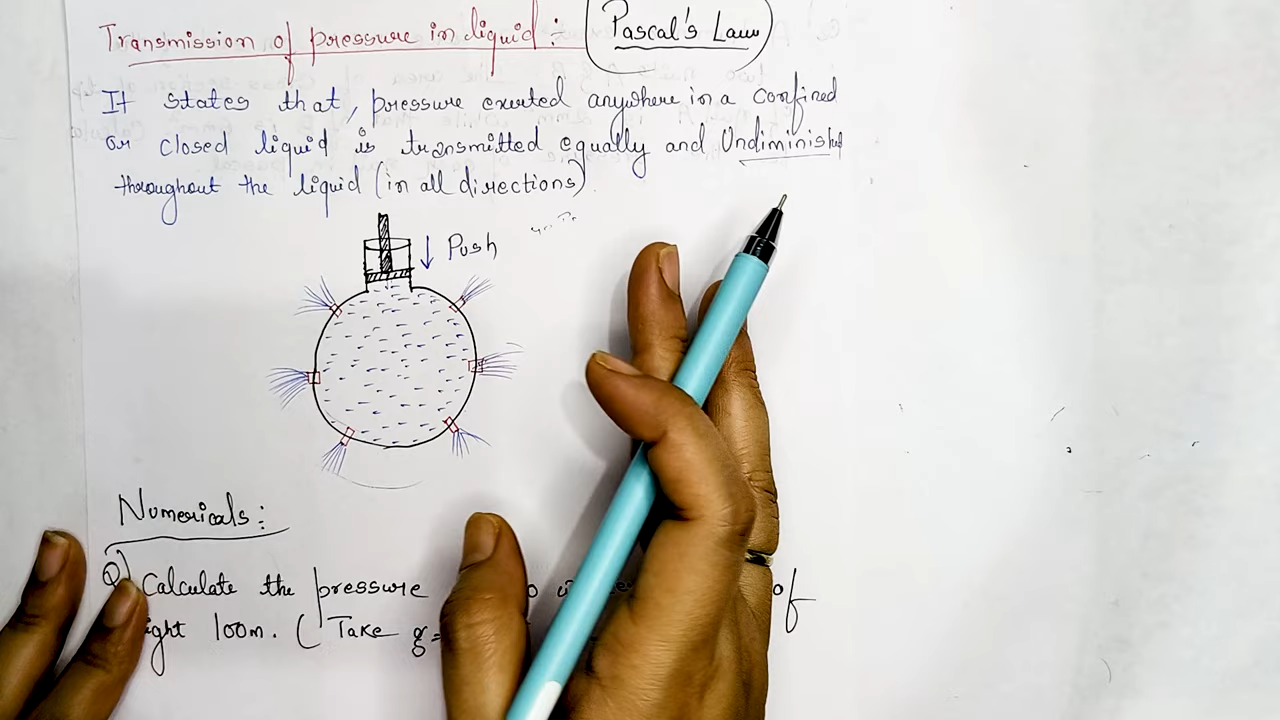 Transmission of pressure in liquid :- Pascal's Law
It states that, pressure exerted anywhere in a confined
or closed liquid is transmitted equally and Undiminished
throughout the liquid (in all directions)
↓ Push
Numericals :
Q) Calculate the pressure of
100m. ( Take g=